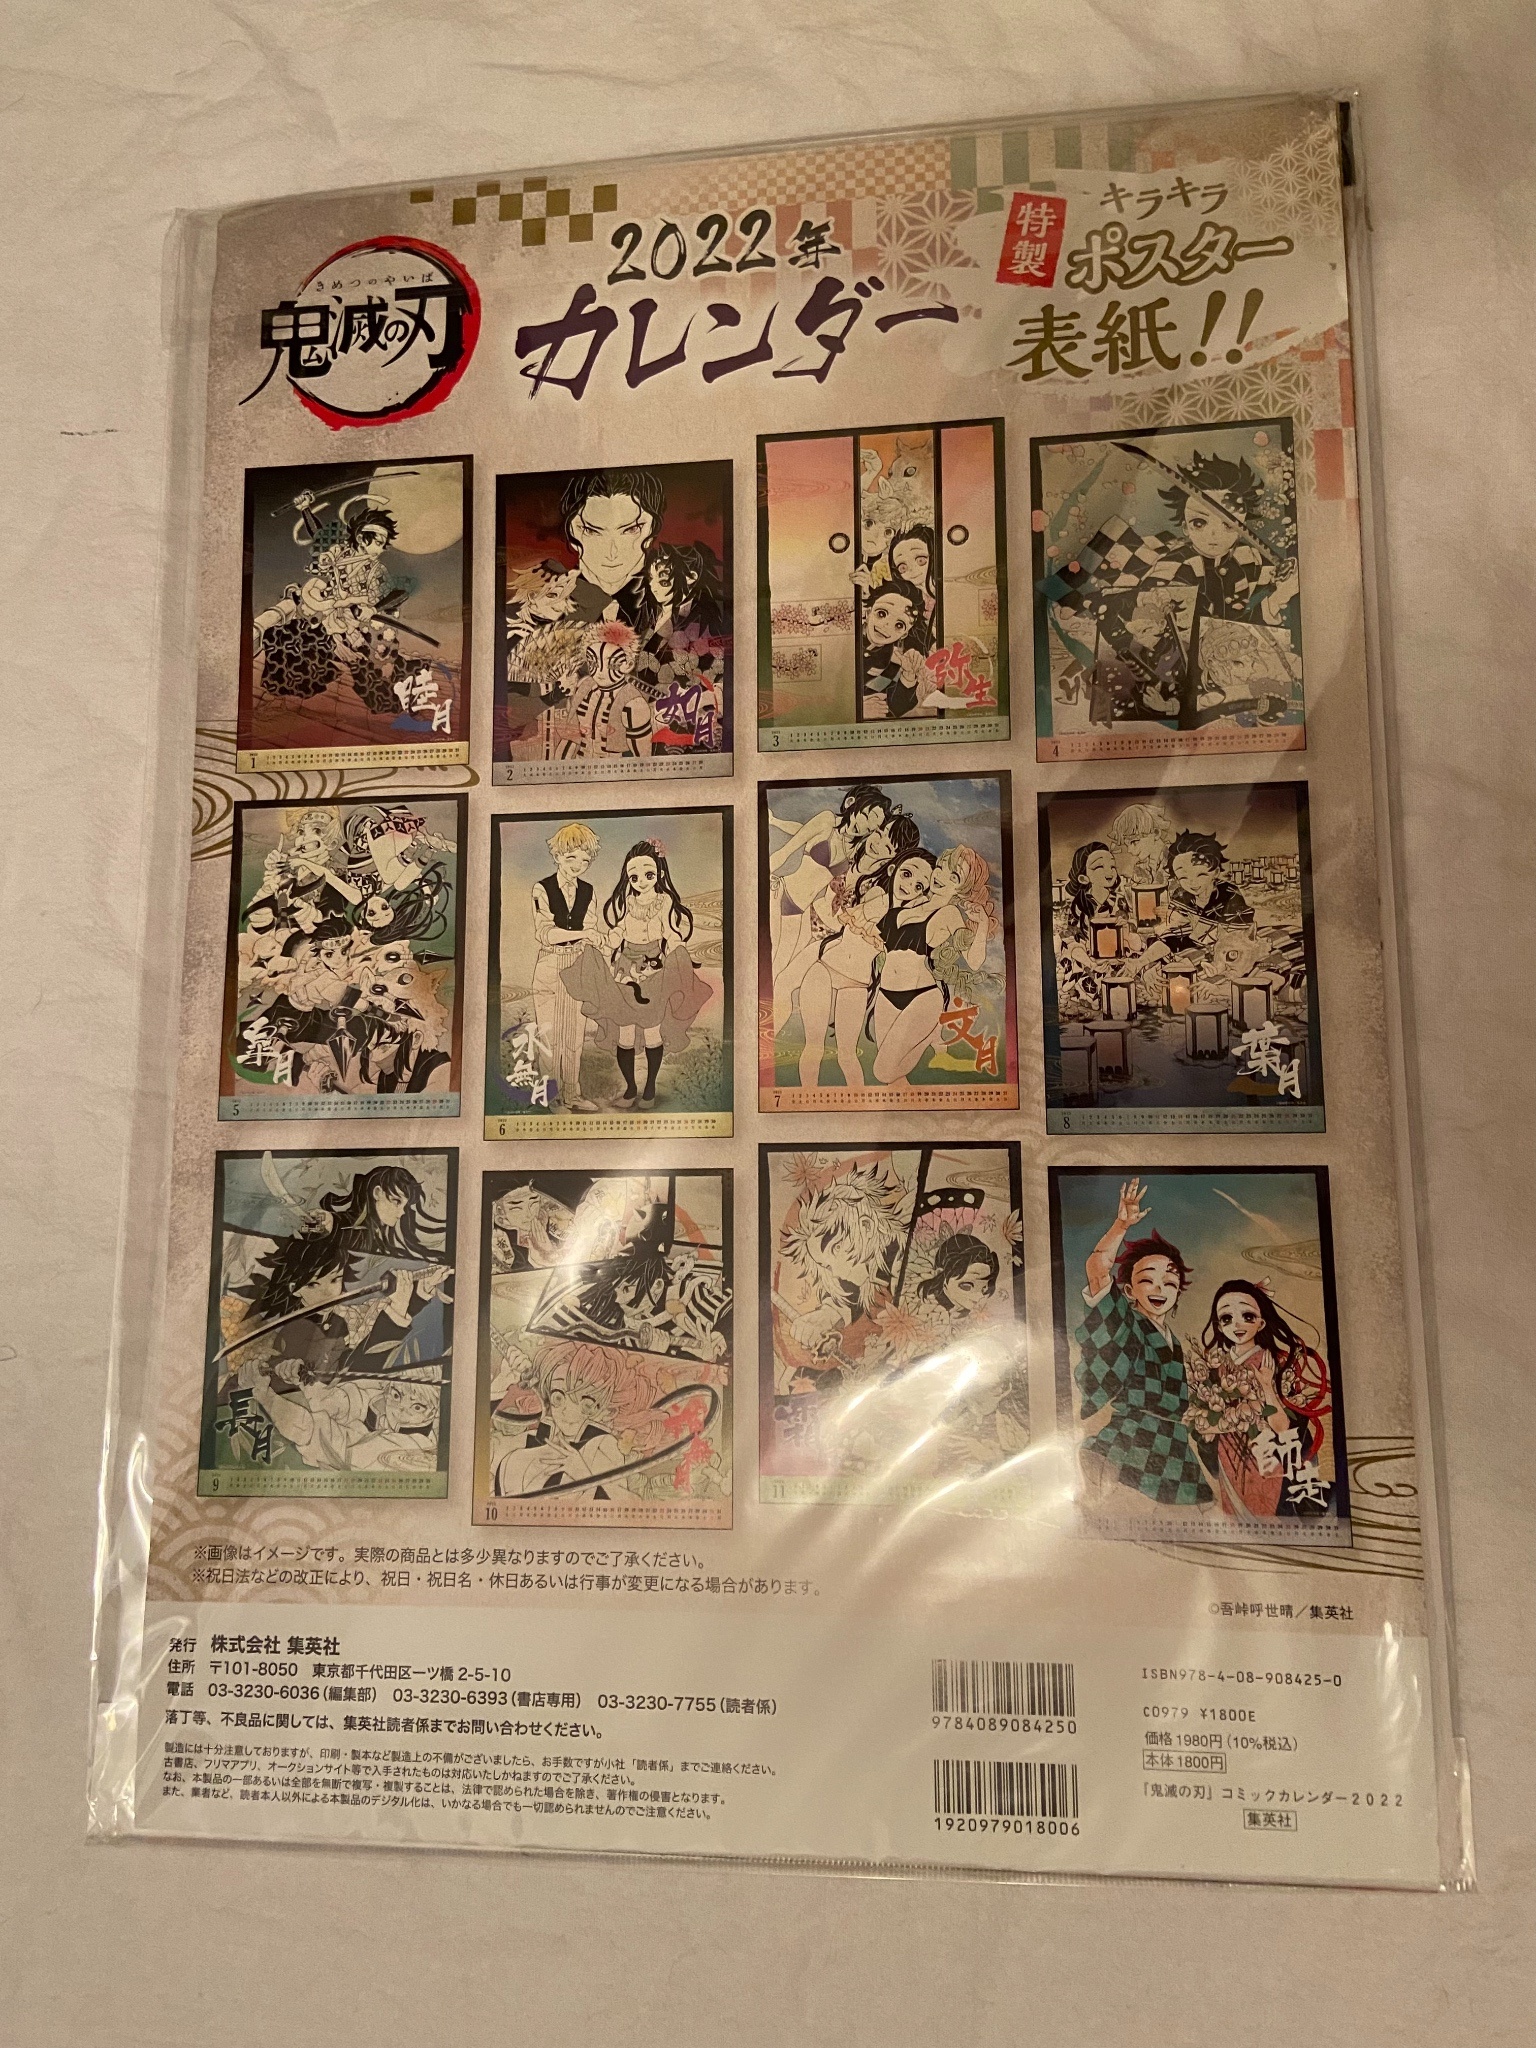 きめつのやいば
鬼滅の刃
2022年
カレンダー
特製
キラキラ
ポスター
表紙!!
睦月
1
如月
2
弥生
3
4
皐月
5
水無月
6
文月
7
葉月
8
長月
9
神無月
10
11
師走
※画像はイメージです。実際の商品とは多少異なりますのでご了承ください。
※祝日法などの改正により、祝日・祝日名・休日あるいは行事が変更になる場合があります。
©吾峠呼世晴/集英社
発行 株式会社 集英社
住所 〒101-8050 東京都千代田区一ツ橋 2-5-10
電話 03-3230-6036(編集部) 03-3230-6393(書店専用) 03-3230-7755(読者係)
落丁等、不良品に関しては、集英社読者係までお問い合わせください。
製造には十分注意しておりますが、印刷・製本など製造上の不備がございましたら、お手数ですが小社「読者係」までご連絡ください。
古書店、フリマアプリ、オークションサイト等で入手されたものは対応いたしかねますのでご了承ください。
なお、本製品の一部あるいは全部を無断で複写・複製することは、法律で認められた場合を除き、著作権の侵害となります。
また、業者など、読者本人以外による本製品のデジタル化は、いかなる場合でも一切認められませんのでご注意ください。
9784089084250
1920979018006
ISBN978-4-08-908425-0
C0979 ¥1800E
価格 1980円(10%税込)
本体 1800円
『鬼滅の刃』コミックカレンダー2022
集英社